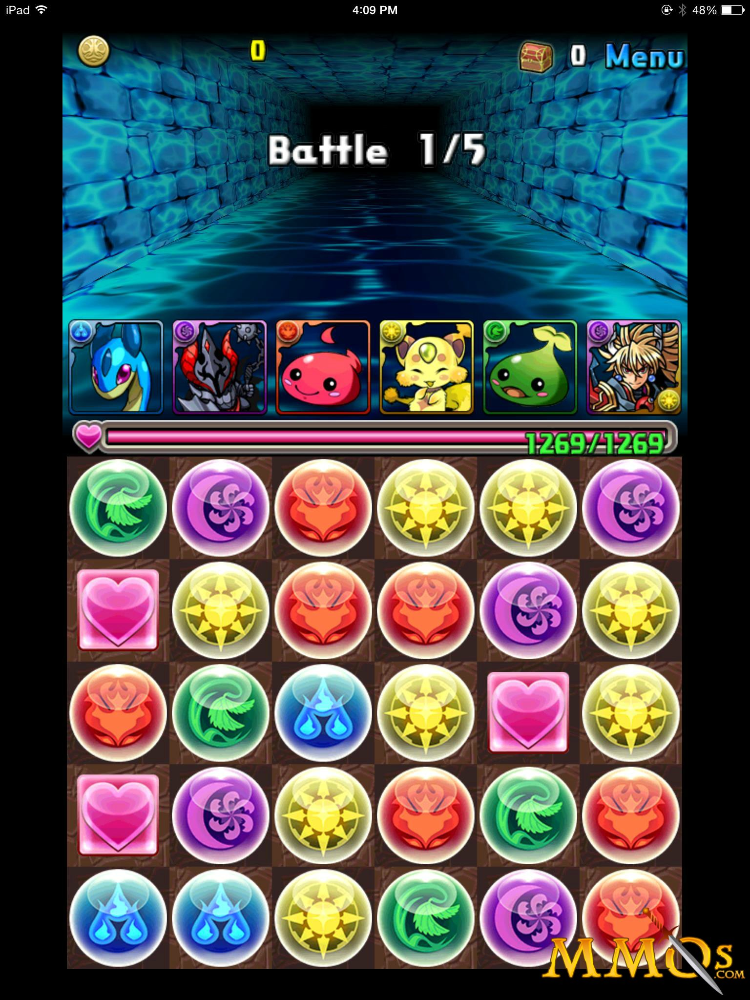 iPad 4:09 PM 48%
0 0 Menu
Battle 1/5
1269/1269
MMOs
.COM